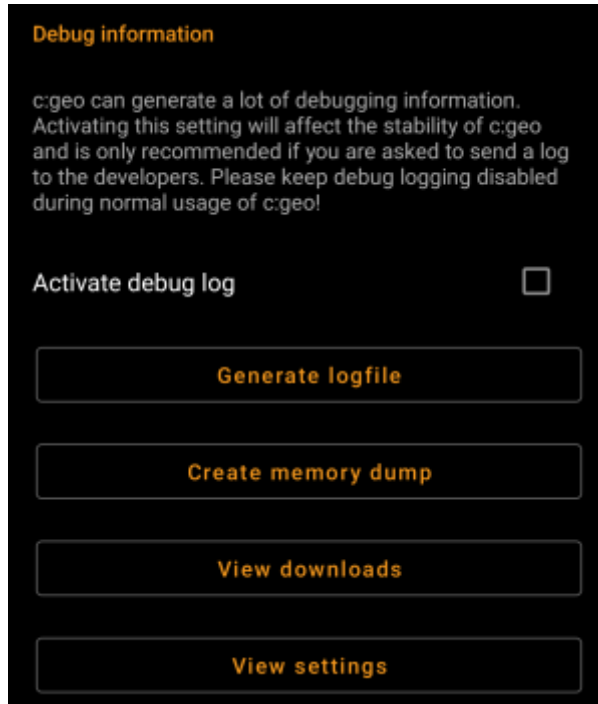 Debug information
c:geo can generate a lot of debugging information.
Activating this setting will affect the stability of c:geo
and is only recommended if you are asked to send a log
to the developers. Please keep debug logging disabled
during normal usage of c:geo!
Activate debug log
Generate logfile
Create memory dump
View downloads
View settings